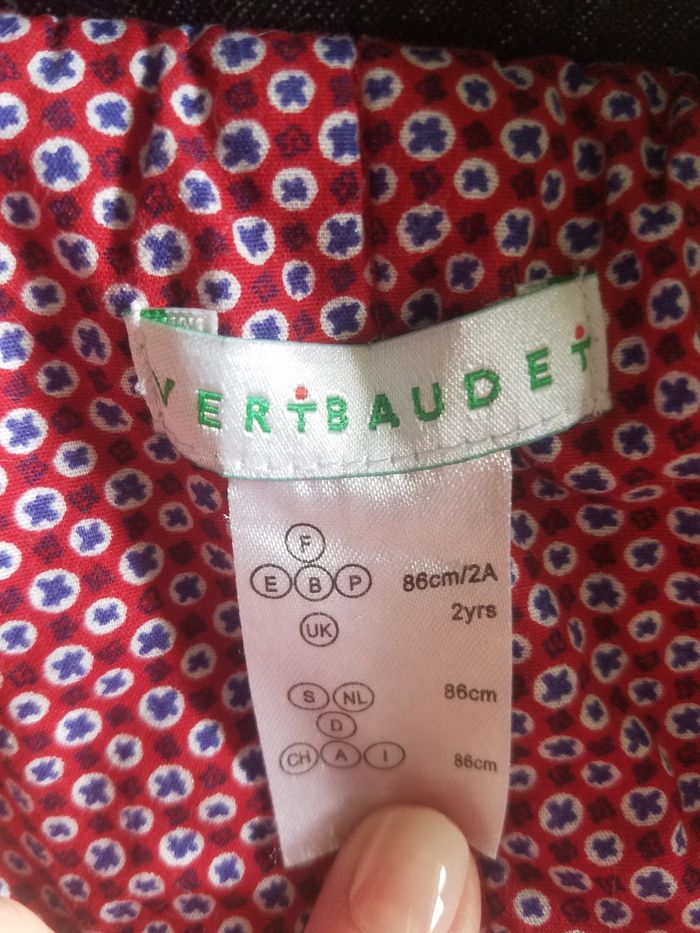 VERTBAUDET
F
E B P 86cm/2A
UK 2yrs
S NL 86cm
D
CH A I 86cm